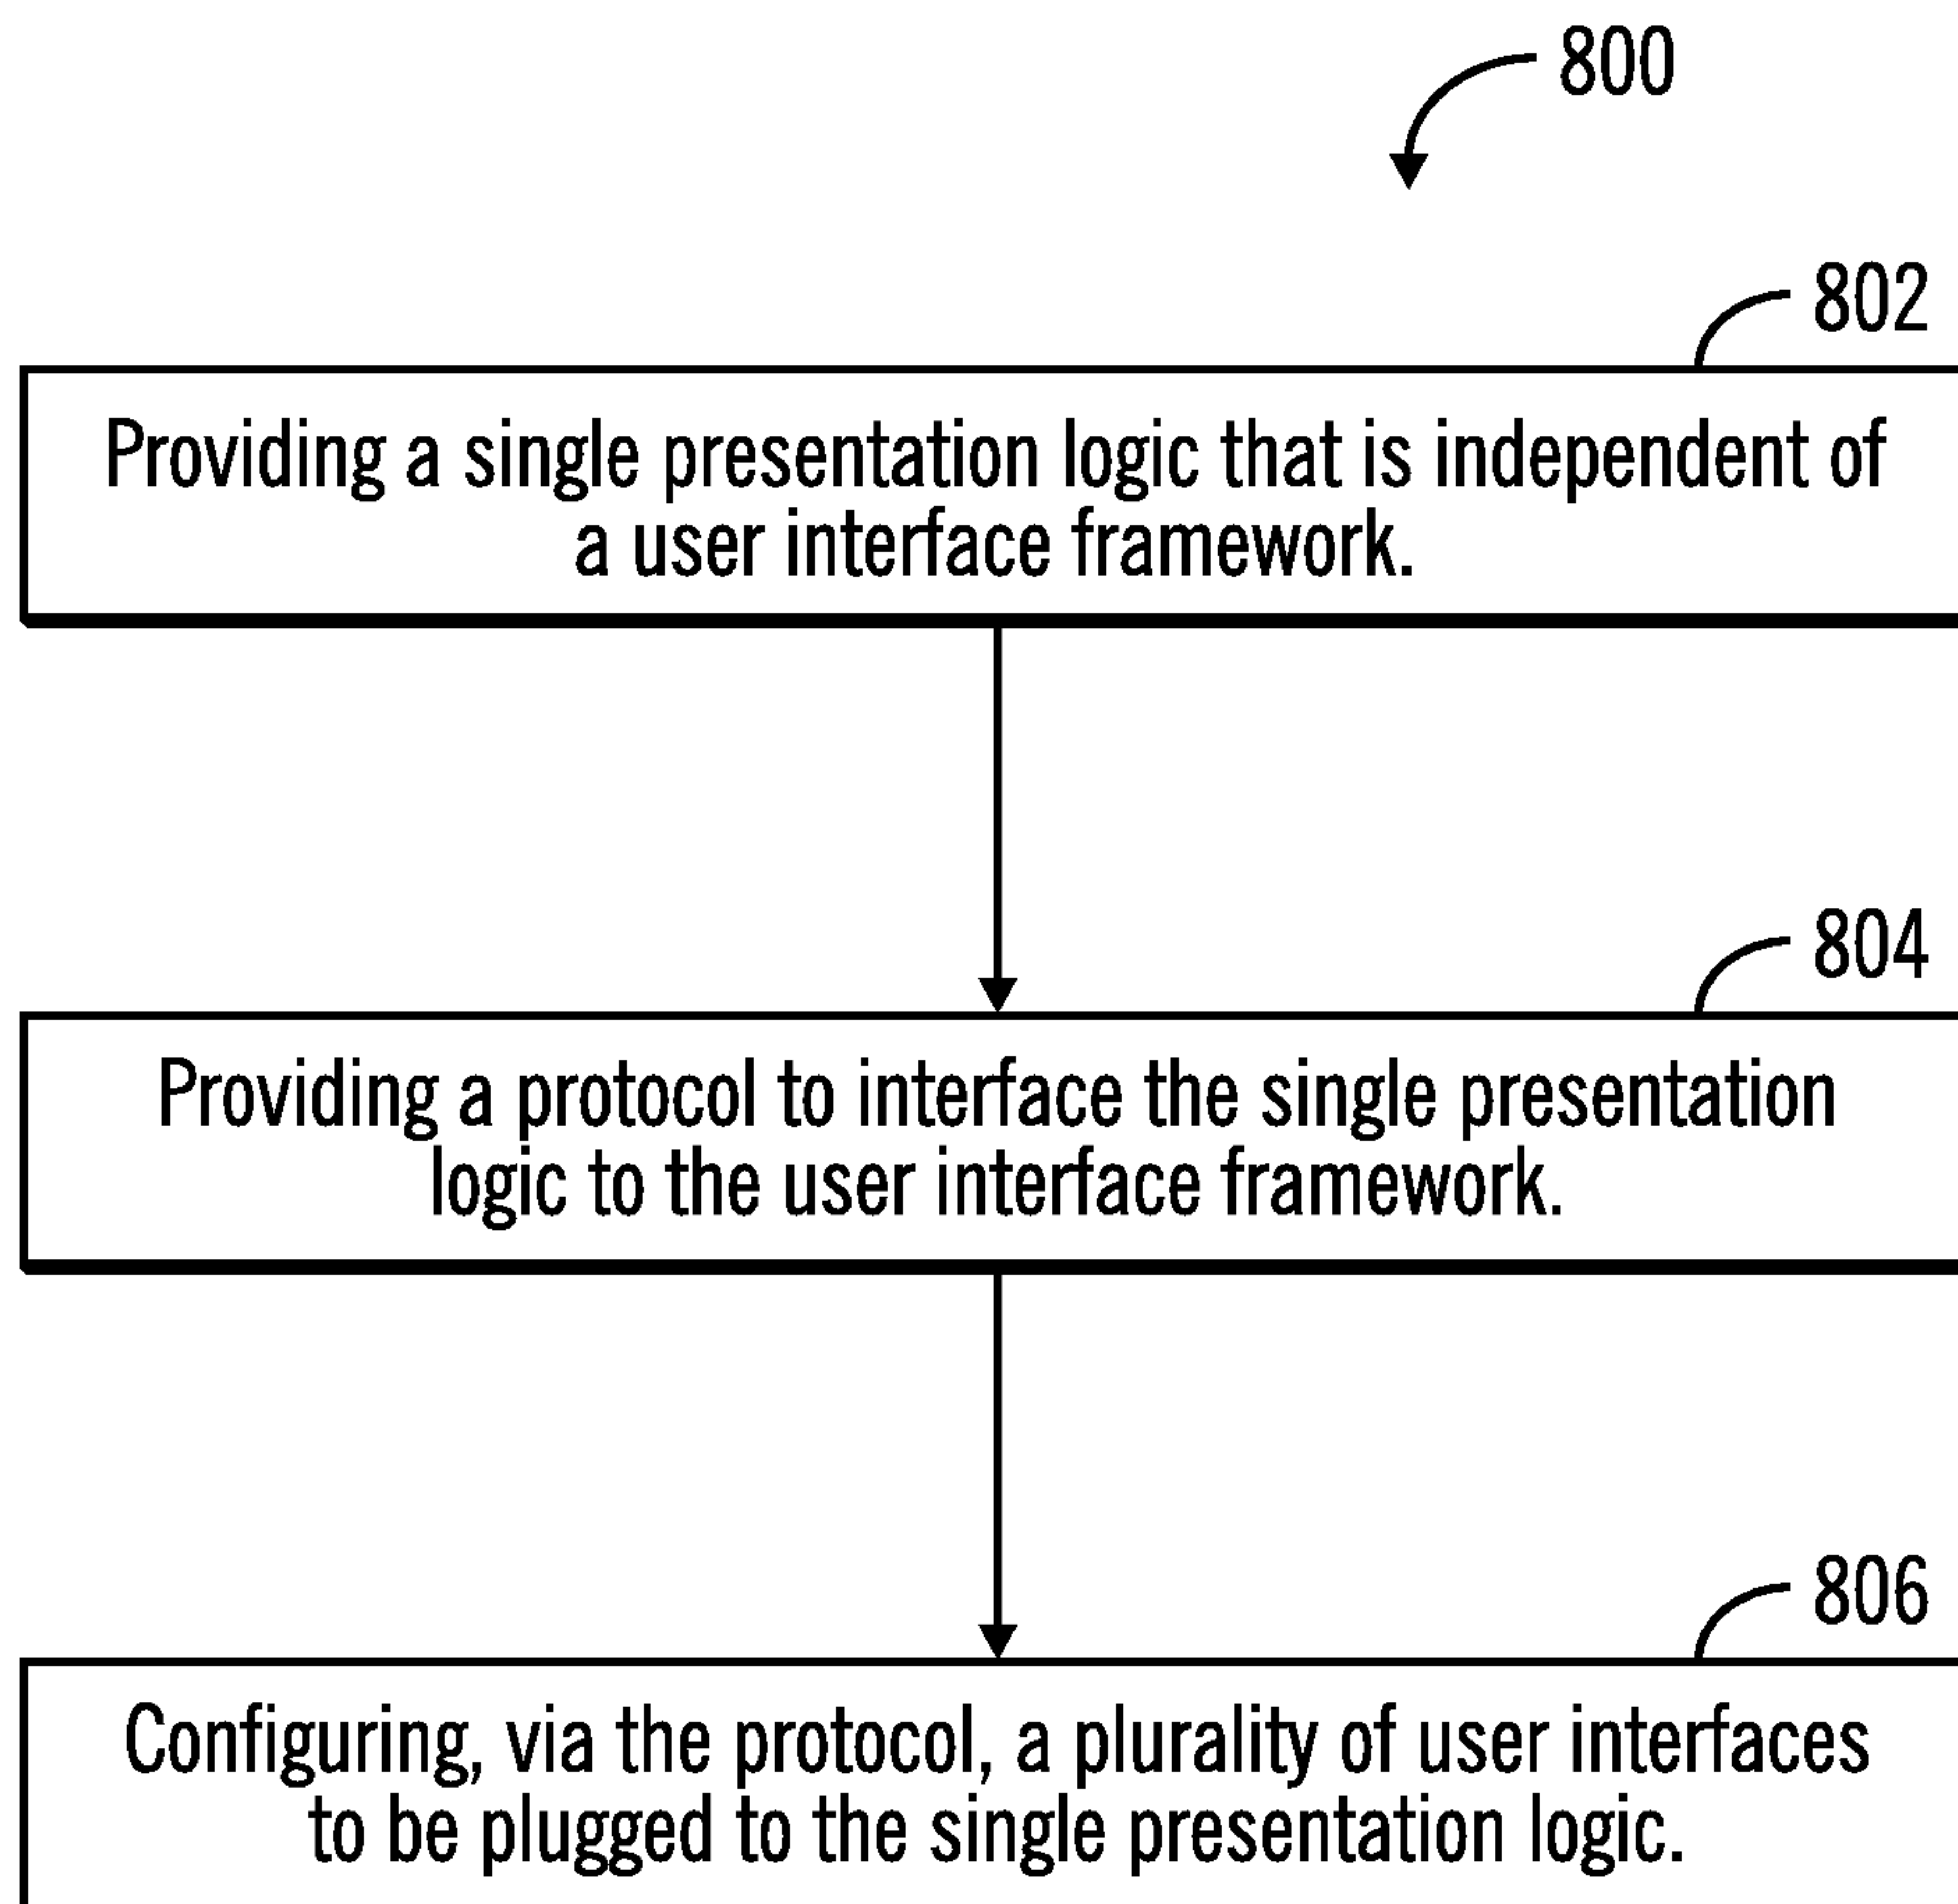 800
802
Providing a single presentation logic that is independent of
a user interface framework.
804
Providing a protocol to interface the single presentation
logic to the user interface framework.
806
Configuring, via the protocol, a plurality of user interfaces
to be plugged to the single presentation logic.